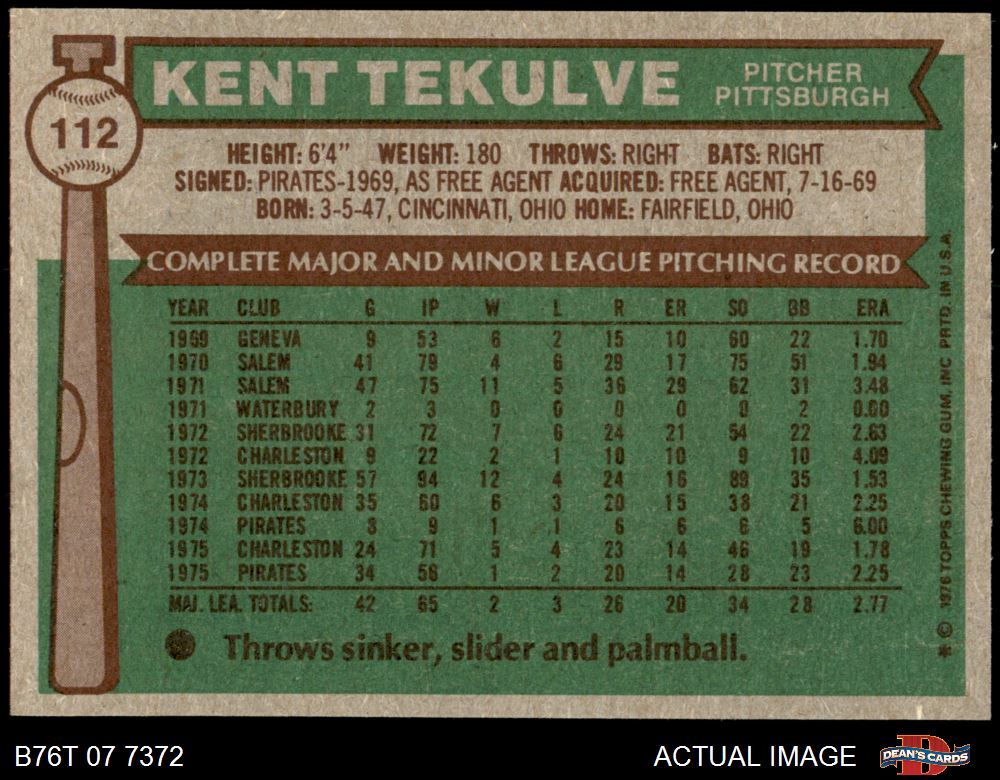 112
KENT TEKULVE
PITCHER
PITTSBURGH
HEIGHT: 6'4" WEIGHT: 180 THROWS: RIGHT BATS: RIGHT
SIGNED: PIRATES-1969, AS FREE AGENT ACQUIRED: FREE AGENT, 7-16-69
BORN: 3-5-47, CINCINNATI, OHIO HOME: FAIRFIELD, OHIO
COMPLETE MAJOR AND MINOR LEAGUE PITCHING RECORD
YEAR CLUB G IP W L R ER SO BB ERA
1969 GENEVA 9 53 6 2 15 10 60 22 1.70
1970 SALEM 41 79 4 6 29 17 75 51 1.94
1971 SALEM 47 75 11 5 36 29 62 31 3.48
1971 WATERBURY 2 3 0 0 0 0 0 2 0.00
1972 SHERBROOKE 31 72 7 6 24 21 54 22 2.63
1972 CHARLESTON 9 22 2 1 10 10 9 10 4.09
1973 SHERBROOKE 57 94 12 4 24 16 89 35 1.53
1974 CHARLESTON 35 60 6 3 20 15 38 21 2.25
1974 PIRATES 3 9 1 1 6 6 6 5 6.00
1975 CHARLESTON 24 71 5 4 23 14 46 19 1.78
1975 PIRATES 34 56 1 2 20 14 28 23 2.25
MAJ. LEA. TOTALS: 42 65 2 3 26 20 34 28 2.77
Throws sinker, slider and palmball.
* © 1976 TOPPS CHEWING GUM, INC. PRTD. IN U.S.A.
B76T 07 7372
ACTUAL IMAGE
DEAN'S CARDS